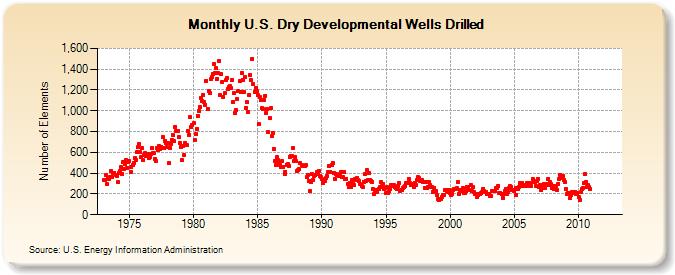 Monthly U.S. Dry Developmental Wells Drilled
Number of Elements
1,600
1,400
1,200
1,000
800
600
400
200
0
1975 1980 1985 1990 1995 2000 2005 2010
Source: U.S. Energy Information Administration